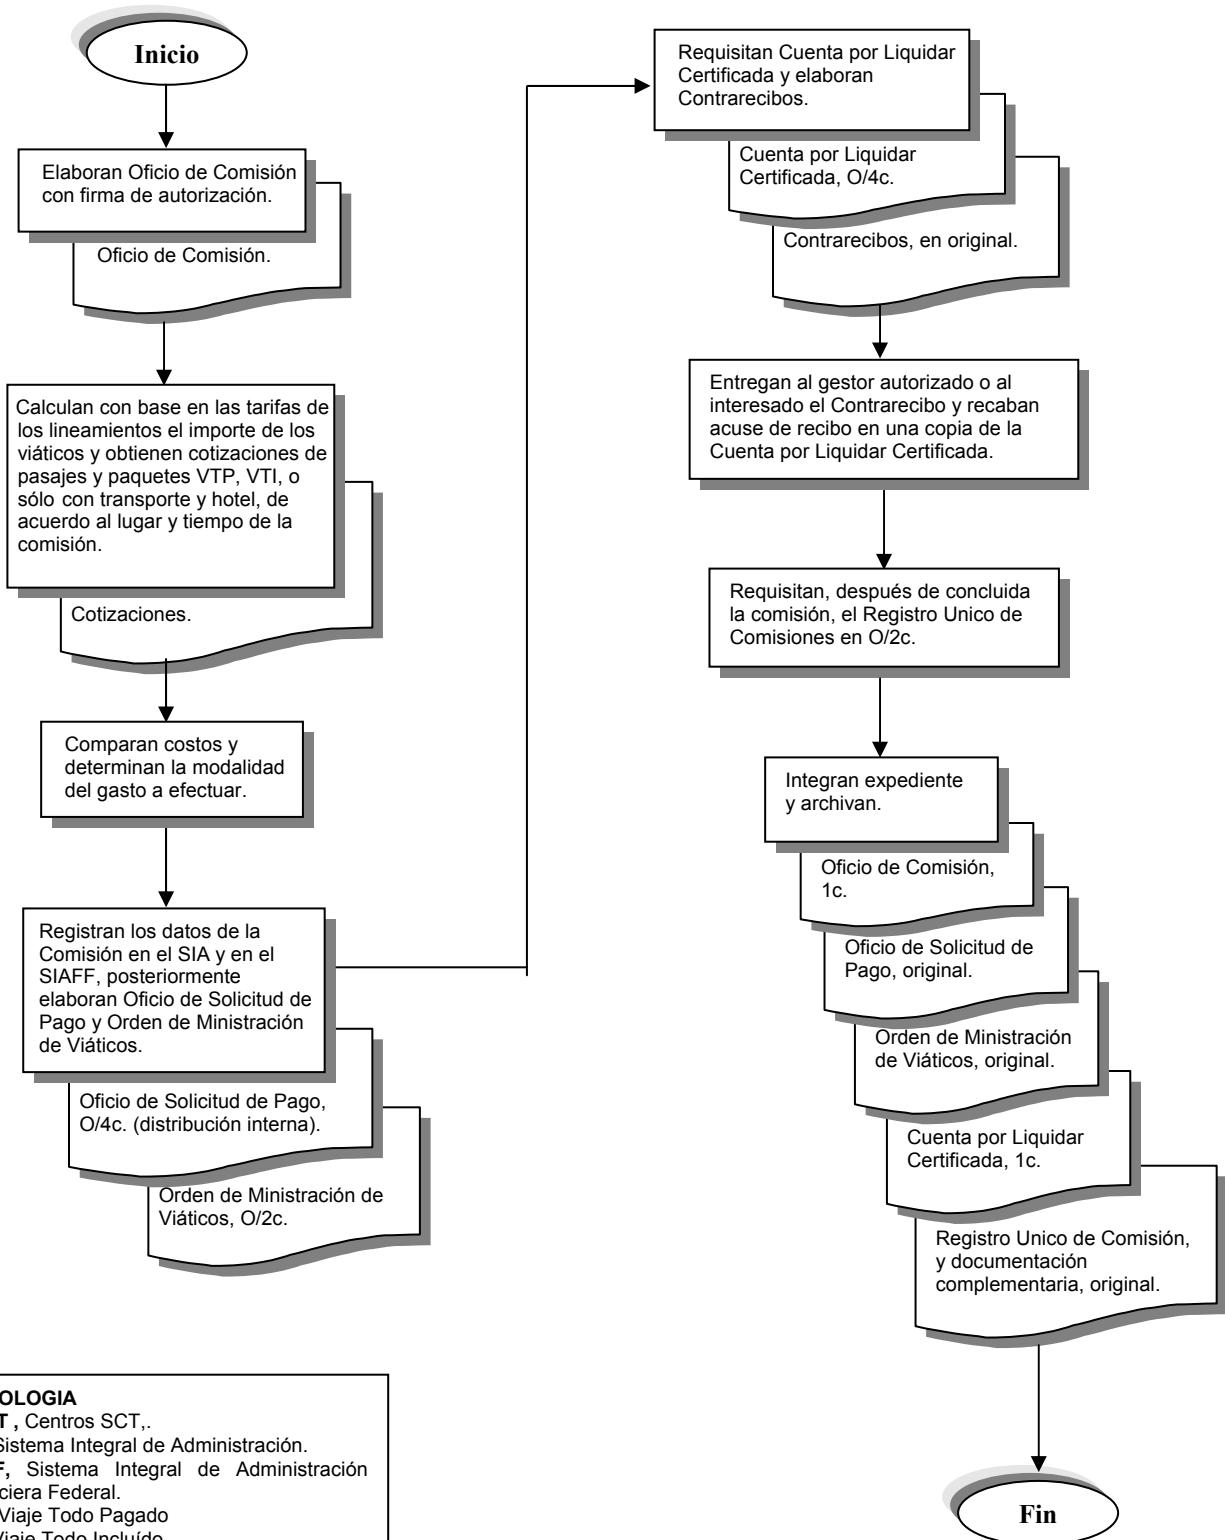 Inicio
Elaboran Oficio de Comisión
con firma de autorización.
Oficio de Comisión.
Calculan con base en las tarifas de
los lineamientos el importe de los
viáticos y obtienen cotizaciones de
pasajes y paquetes VTP, VTI, o
sólo con transporte y hotel, de
acuerdo al lugar y tiempo de la
comisión.
Cotizaciones.
Comparan costos y
determinan la modalidad
del gasto a efectuar.
Registran los datos de la
Comisión en el SIA y en el
SIAFF, posteriormente
elaboran Oficio de Solicitud de
Pago y Orden de Ministración
de Viáticos.
Oficio de Solicitud de Pago,
O/4c. (distribución interna).
Orden de Ministración de
Viáticos, O/2c.
Requisitan Cuenta por Liquidar
Certificada y elaboran
Contrarecibos.
Cuenta por Liquidar
Certificada, O/4c.
Contrarecibos, en original.
Entregan al gestor autorizado o al
interesado el Contrarecibo y recaban
acuse de recibo en una copia de la
Cuenta por Liquidar Certificada.
Requisitan, después de concluida
la comisión, el Registro Unico de
Comisiones en O/2c.
Integran expediente
y archivan.
Oficio de Comisión,
1c.
Oficio de Solicitud de
Pago, original.
Orden de Ministración
de Viáticos, original.
Cuenta por Liquidar
Certificada, 1c.
Registro Unico de Comisión,
y documentación
complementaria, original.
Fin
OLOGIA
T , Centros SCT,.
Sistema Integral de Administración.
F, Sistema Integral de Administración
ciera Federal.
Viaje Todo Pagado
Viaje Todo Incluído